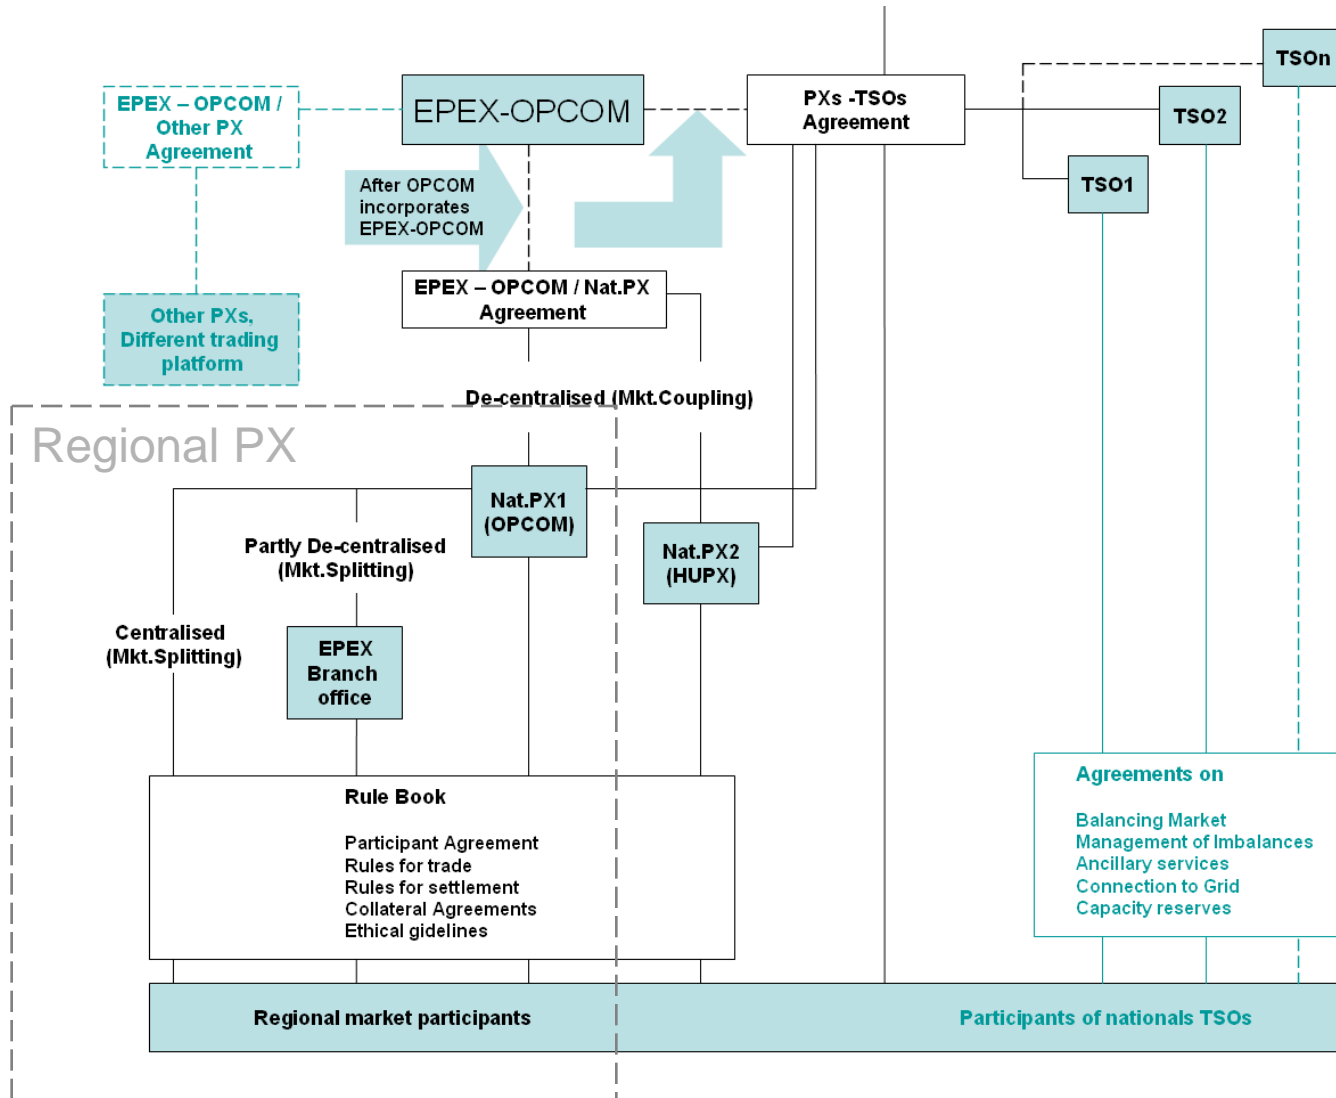 TSOn
EPEX – OPCOM /
Other PX
Agreement
EPEX-OPCOM
PXs -TSOs
Agreement
TSO2
TSO1
After OPCOM
incorporates
EPEX-OPCOM
EPEX – OPCOM / Nat.PX
Agreement
Other PXs,
Different trading
platform
De-centralised (Mkt.Coupling)
Regional PX
Nat.PX1
(OPCOM)
Partly De-centralised
(Mkt.Splitting)
Nat.PX2
(HUPX)
Centralised
(Mkt.Splitting)
EPEX
Branch
office
Rule Book
Participant Agreement
Rules for trade
Rules for settlement
Collateral Agreements
Ethical gidelines
Agreements on
Balancing Market
Management of Imbalances
Ancillary services
Connection to Grid
Capacity reserves
Regional market participants
Participants of nationals TSOs